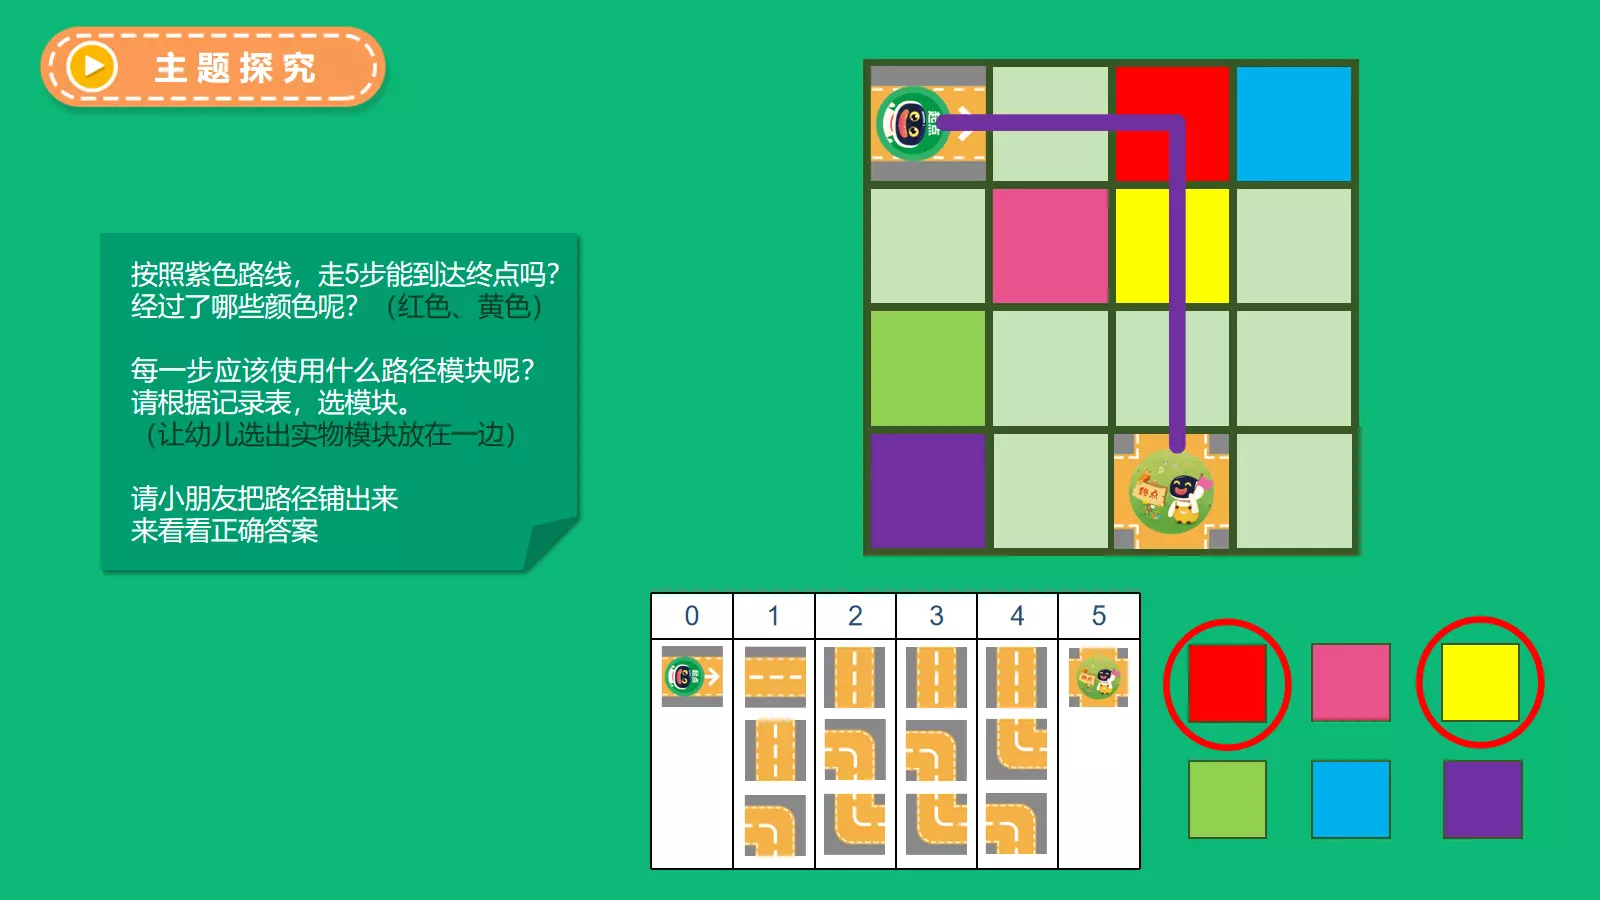 主题探究
起点
按照紫色路线，走5步能到达终点吗？
经过了哪些颜色呢？（红色、黄色）
每一步应该使用什么路径模块呢？
请根据记录表，选模块。
（让幼儿选出实物模块放在一边）
请小朋友把路径铺出来
来看看正确答案
终点
0 1 2 3 4 5
起点
终点